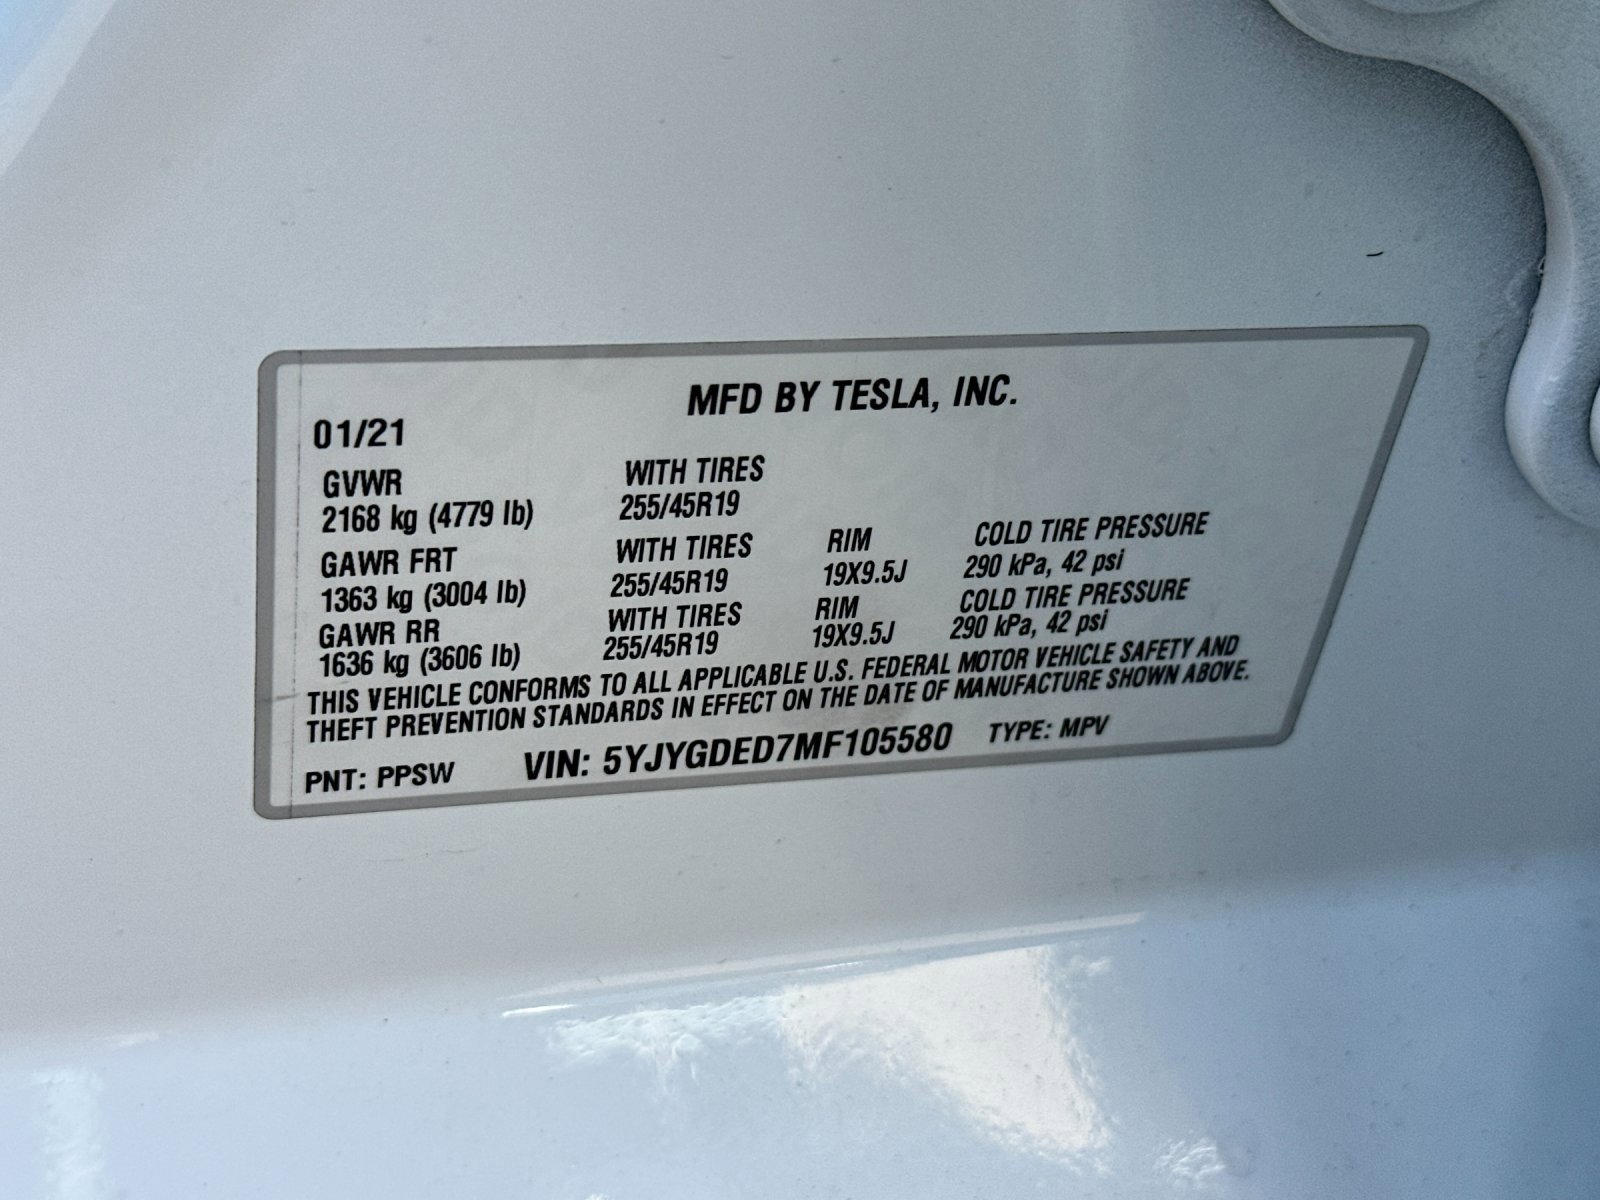 MFD BY TESLA, INC.
01/21
GVWR WITH TIRES
2168 kg (4779 lb) 255/45R19
GAWR FRT WITH TIRES RIM COLD TIRE PRESSURE
1363 kg (3004 lb) 255/45R19 19X9.5J 290 kPa, 42 psi
GAWR RR WITH TIRES RIM COLD TIRE PRESSURE
1636 kg (3606 lb) 255/45R19 19X9.5J 290 kPa, 42 psi
THIS VEHICLE CONFORMS TO ALL APPLICABLE U.S. FEDERAL MOTOR VEHICLE SAFETY AND
THEFT PREVENTION STANDARDS IN EFFECT ON THE DATE OF MANUFACTURE SHOWN ABOVE.
PNT: PPSW VIN: 5YJYGDED7MF105580 TYPE: MPV